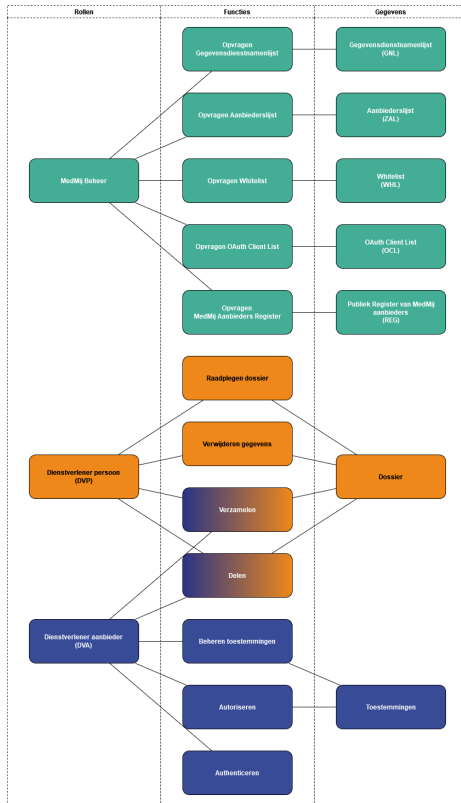 Rollen
Functies
Gegevens
Opvragen
Gegevensdienstnamenlijst
Gegevensdienstnamenlijst
(GNL)
Opvragen Aanbiederslijst
Aanbiederslijst
(ZAL)
MedMij Beheer
Opvragen Whitelist
Whitelist
(WHL)
Opvragen OAuth Client List
OAuth Client List
(OCL)
Opvragen
MedMij Aanbieders Register
Publiek Register van MedMij
aanbieders
(REG)
Raadplegen dossier
Verwijderen gegevens
Dienstverlener persoon
(DVP)
Dossier
Verzamelen
Delen
Dienstverlener aanbieder
(DVA)
Beheren toestemmingen
Autoriseren
Toestemmingen
Authenticeren